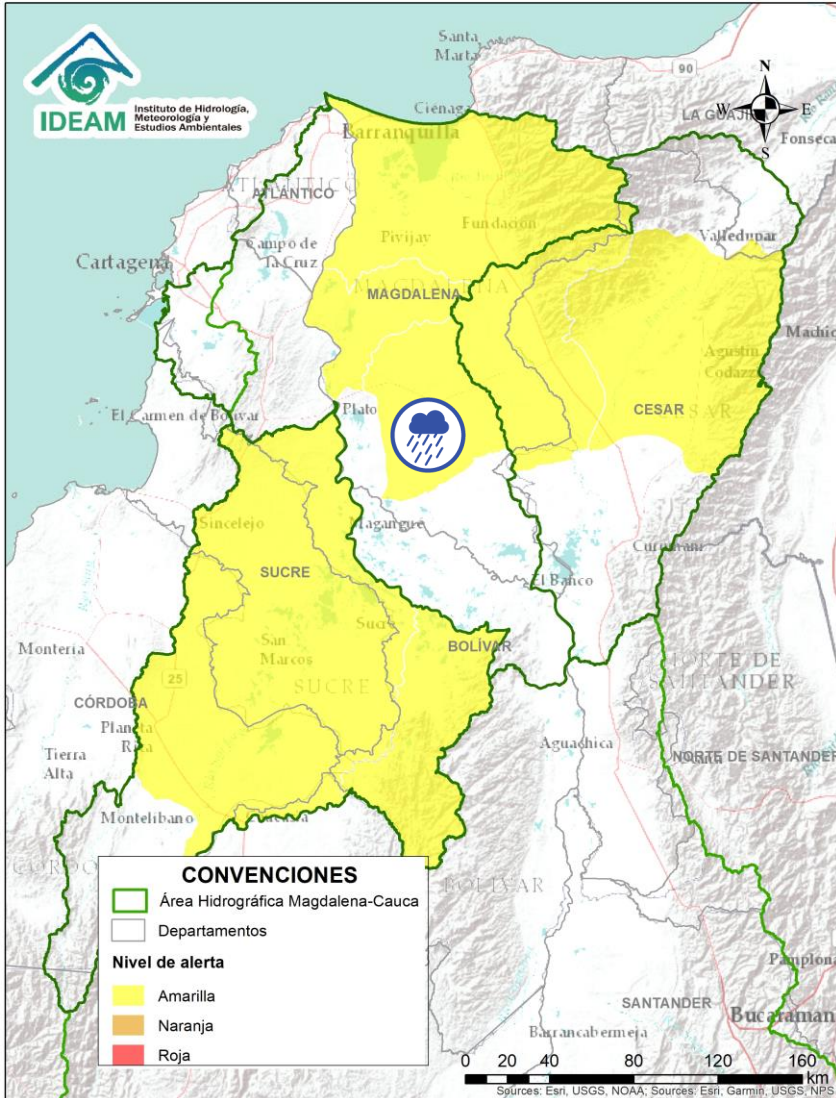 IDEAM
Instituto de Hidrología,
Meteorología y
Estudios Ambientales
Santa
Marta
90
N
W
E
S
LA GUAJI
Fonseca
Ciénaga
Barranquilla
ATLÁNTICO
Campo de
la Cruz
Pivijay
Fundación
Valledupar
Cartagena
MAGDALENA
Agustín
Codazzi
CESAR
El Carmen de Bolívar
Plato
Sincelejo
Magangué
SUCRE
El Banco
Sucre
San
Marcos
SUCRE
BOLÍVAR
Montería
25
CÓRDOBA
Planeta
Rica
Tierra
Alta
Montelíbano
NORTE DE
SANTANDER
Aguachica
NORTE DE SANTANDER
BOLÍVAR
CONVENCIONES
Área Hidrográfica Magdalena-Cauca
Departamentos
Nivel de alerta
Amarilla
Naranja
Roja
Pamplona
SANTANDER
Bucaraman
Barrancabermeja
0 20 40 80 120 160
km
Sources: Esri, USGS, NOAA; Sources: Esri, Garmin, USGS, NPS